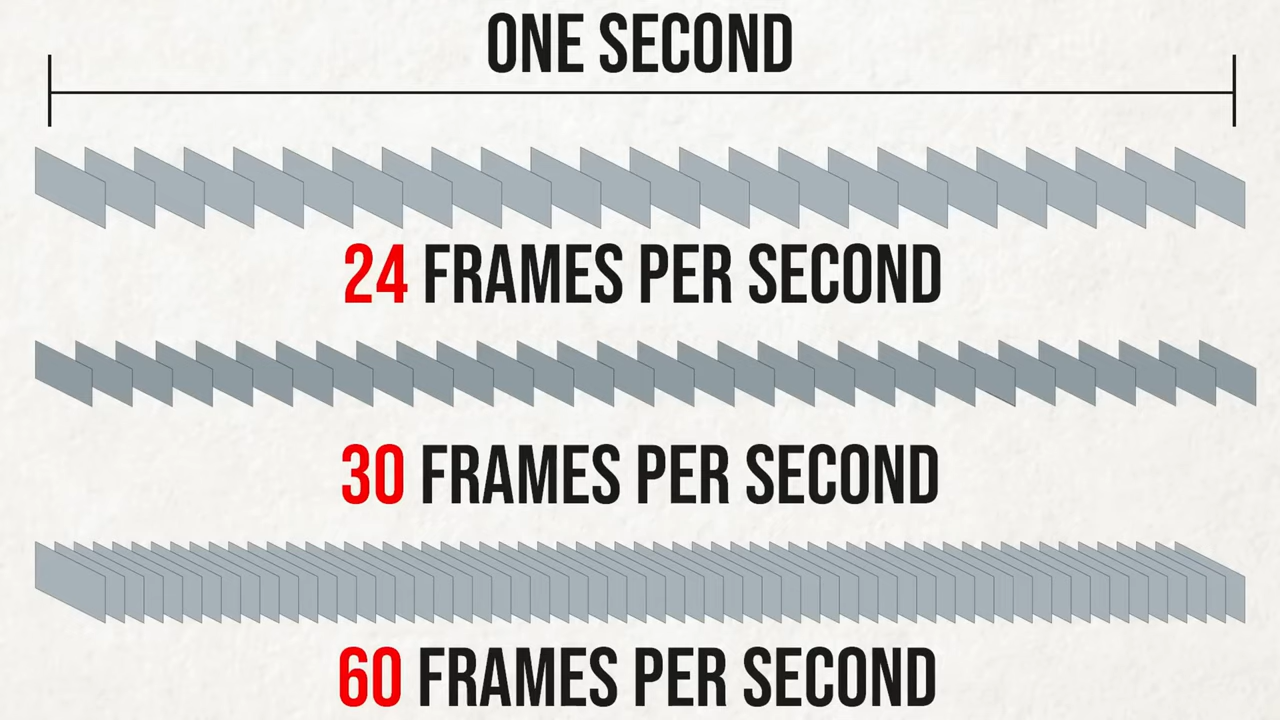 ONE SECOND
24 FRAMES PER SECOND
30 FRAMES PER SECOND
60 FRAMES PER SECOND